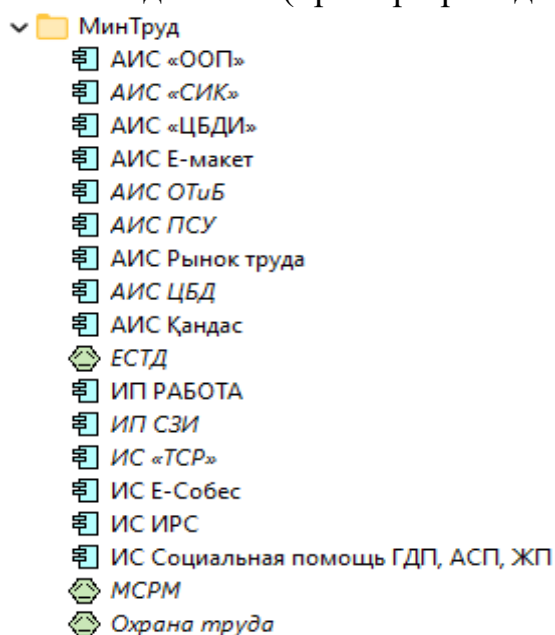 МинТруд
АИС «ООП»
АИС «СИК»
АИС «ЦБДИ»
АИС Е-макет
АИС ОТиБ
АИС ПСУ
АИС Рынок труда
АИС ЦБД
АИС Қандас
ЕСТД
ИП РАБОТА
ИП СЗИ
ИС «ТСР»
ИС Е-Собес
ИС ИРС
ИС Социальная помощь ГДП, АСП, ЖП
МСРМ
Охрана труда